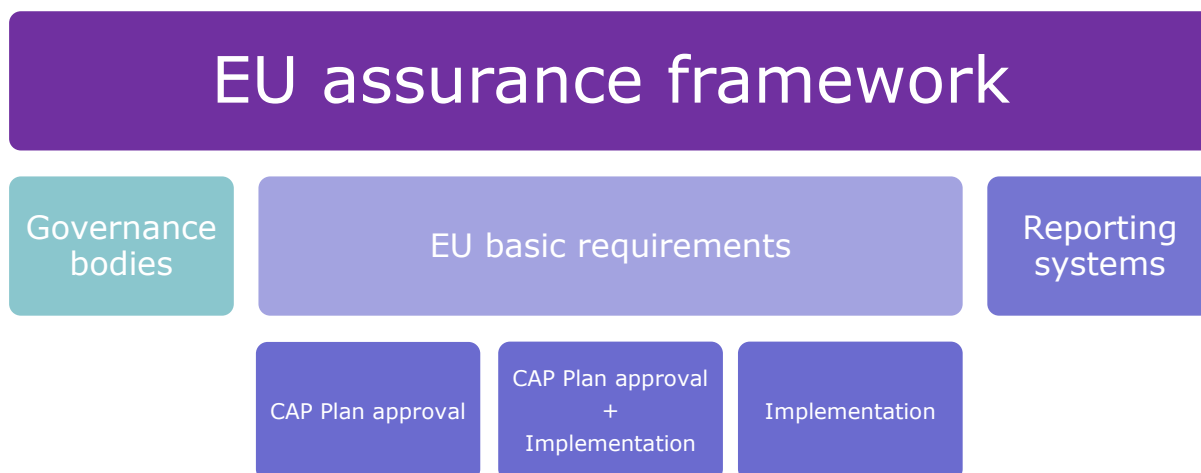 EU assurance framework
Governance
bodies
EU basic requirements
Reporting
systems
CAP Plan approval
CAP Plan approval
+
Implementation
Implementation